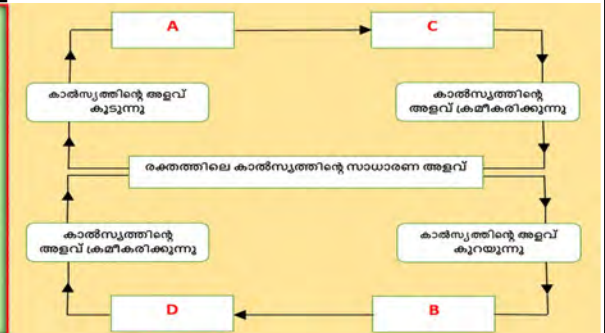 A
C
കാൽസ്യത്തിന്റെ അളവ്
കൂടുന്നു
കാൽസ്യത്തിന്റെ
അളവ് ക്രമീകരിക്കുന്നു
രക്തത്തിലെ കാൽസ്യത്തിന്റെ സാധാരണ അളവ്
കാൽസ്യത്തിന്റെ
അളവ് ക്രമീകരിക്കുന്നു
കാൽസ്യത്തിന്റെ അളവ്
കുറയുന്നു
D
B